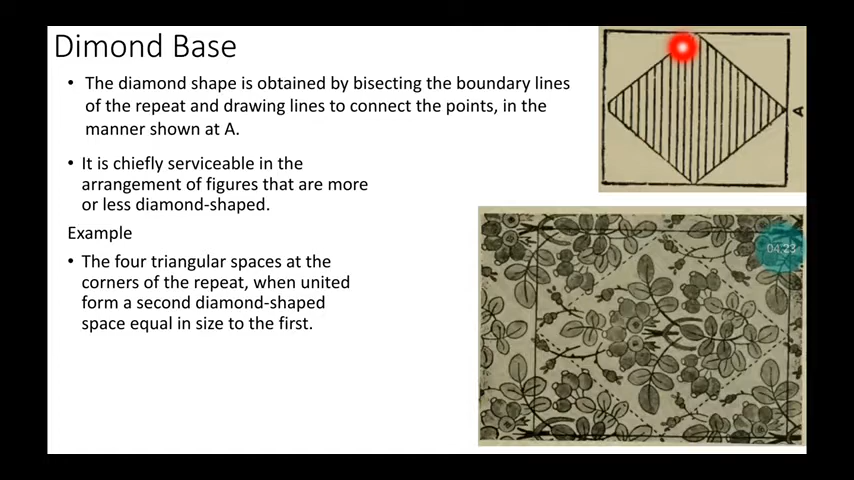 Dimond Base
• The diamond shape is obtained by bisecting the boundary lines
of the repeat and drawing lines to connect the points, in the
manner shown at A.
• It is chiefly serviceable in the
arrangement of figures that are more
or less diamond-shaped.
Example
• The four triangular spaces at the
corners of the repeat, when united
form a second diamond-shaped
space equal in size to the first.
A
04:23